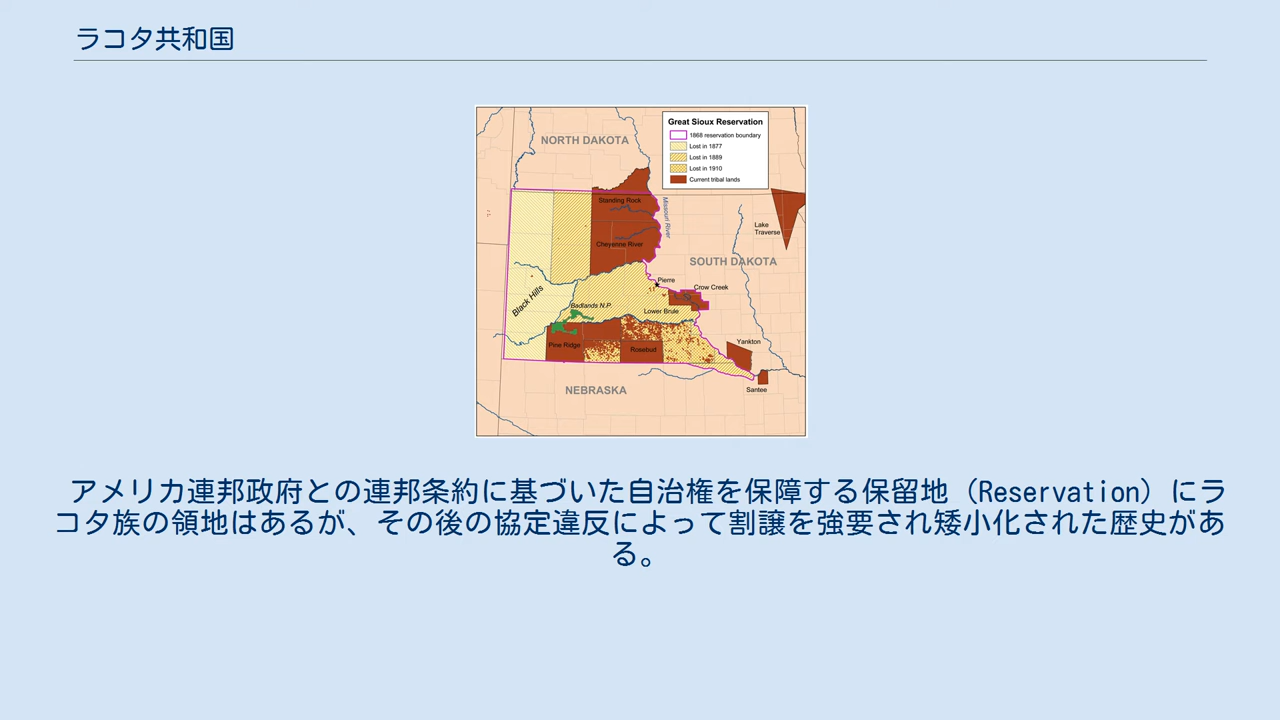 ラコタ共和国
Great Sioux Reservation
1868 reservation boundary
Lost in 1877
Lost in 1889
Lost in 1910
Current tribal lands
NORTH DAKOTA
Standing Rock
Missouri River
Lake
Traverse
Cheyenne River
SOUTH DAKOTA
Pierre
Crow Creek
Black Hills
Badlands N.P.
Lower Brule
Yankton
Pine Ridge
Rosebud
NEBRASKA
Santee
アメリカ連邦政府との連邦条約に基づいた自治権を保障する保留地（Reservation）にラ
コタ族の領地はあるが、その後の協定違反によって割譲を強要され矮小化された歴史があ
る。